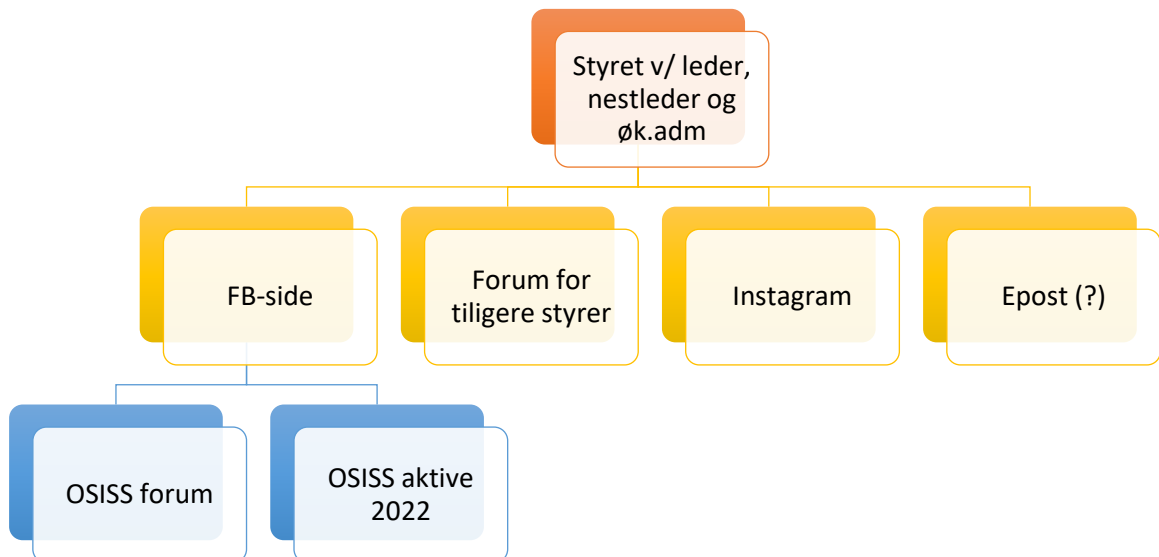 Styret v/ leder,
nestleder og
øk.adm
FB-side
Forum for
tiligere styrer
Instagram
Epost (?)
OSISS forum
OSISS aktive
2022